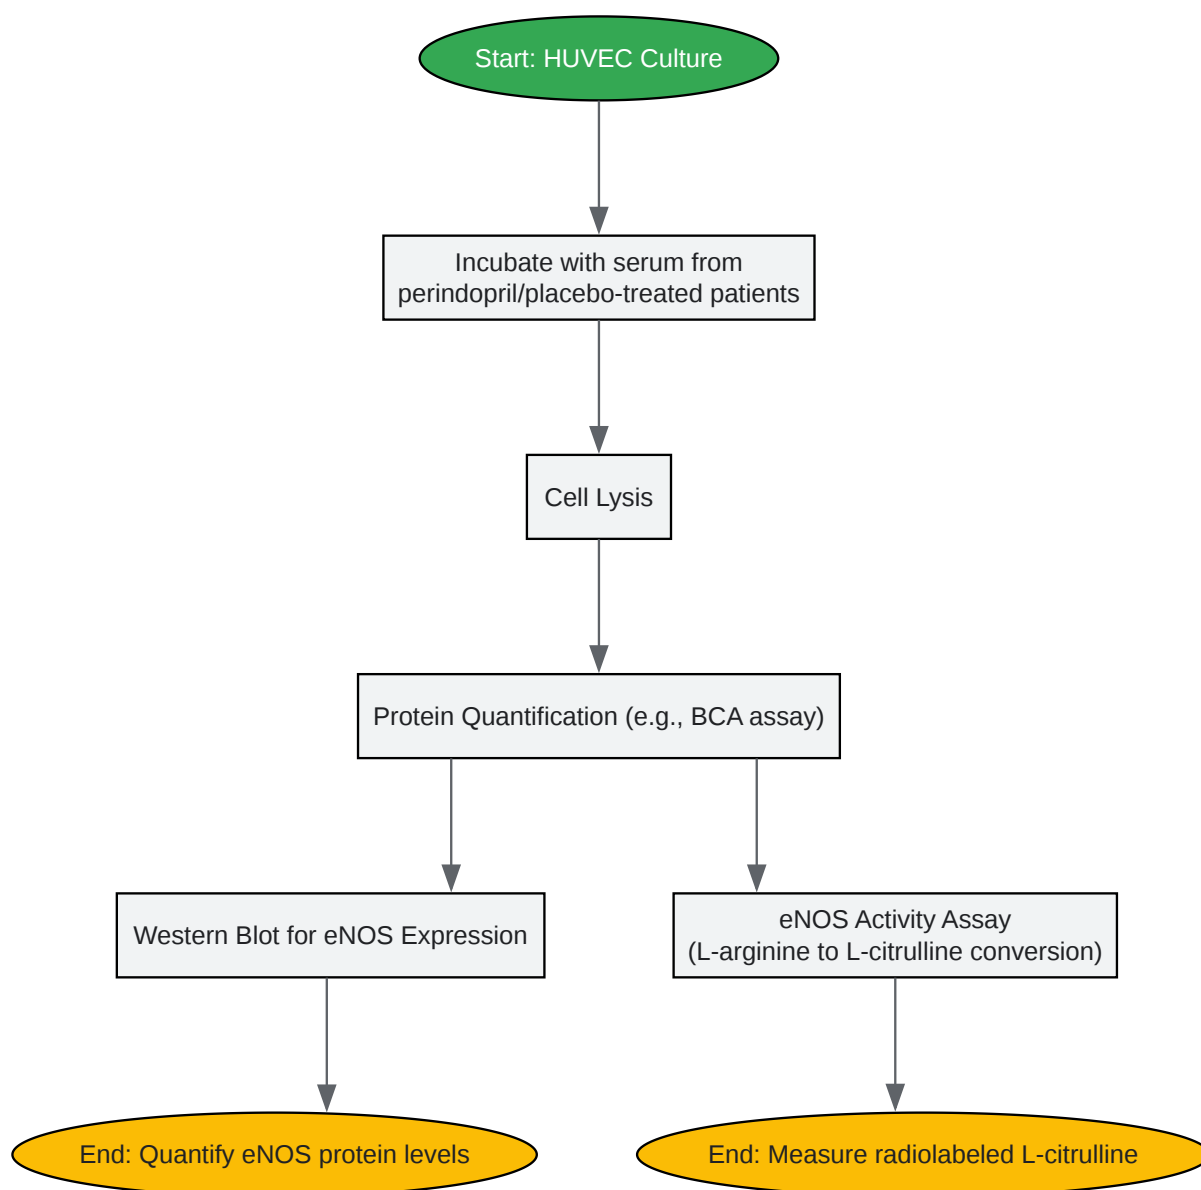 Start: HUVEC Culture
Incubate with serum from
perindopril/placebo-treated patients
Cell Lysis
Protein Quantification (e.g., BCA assay)
Western Blot for eNOS Expression
eNOS Activity Assay
(L-arginine to L-citrulline conversion)
End: Quantify eNOS protein levels
End: Measure radiolabeled L-citrulline